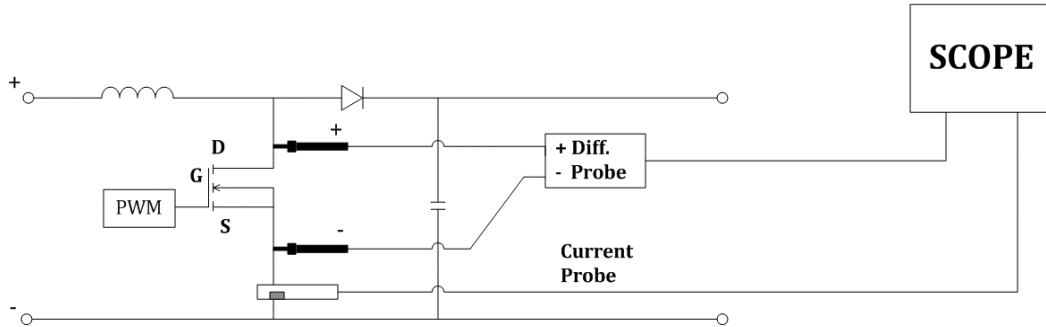 SCOPE
+
+
D
+ Diff.
- Probe
G
PWM
S
-
Current
Probe
-